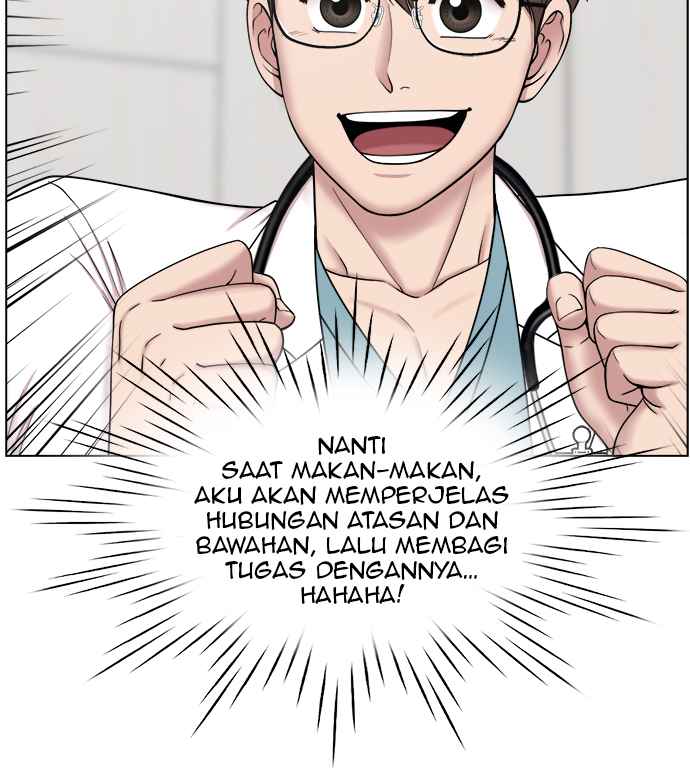 NANTI
SAAT MAKAN-MAKAN,
AKU AKAN MEMPERJELAS
HUBUNGAN ATASAN DAN
BAWAHAN, LALU MEMBAGI
TUGAS DENGANNYA...
HAHAHA!